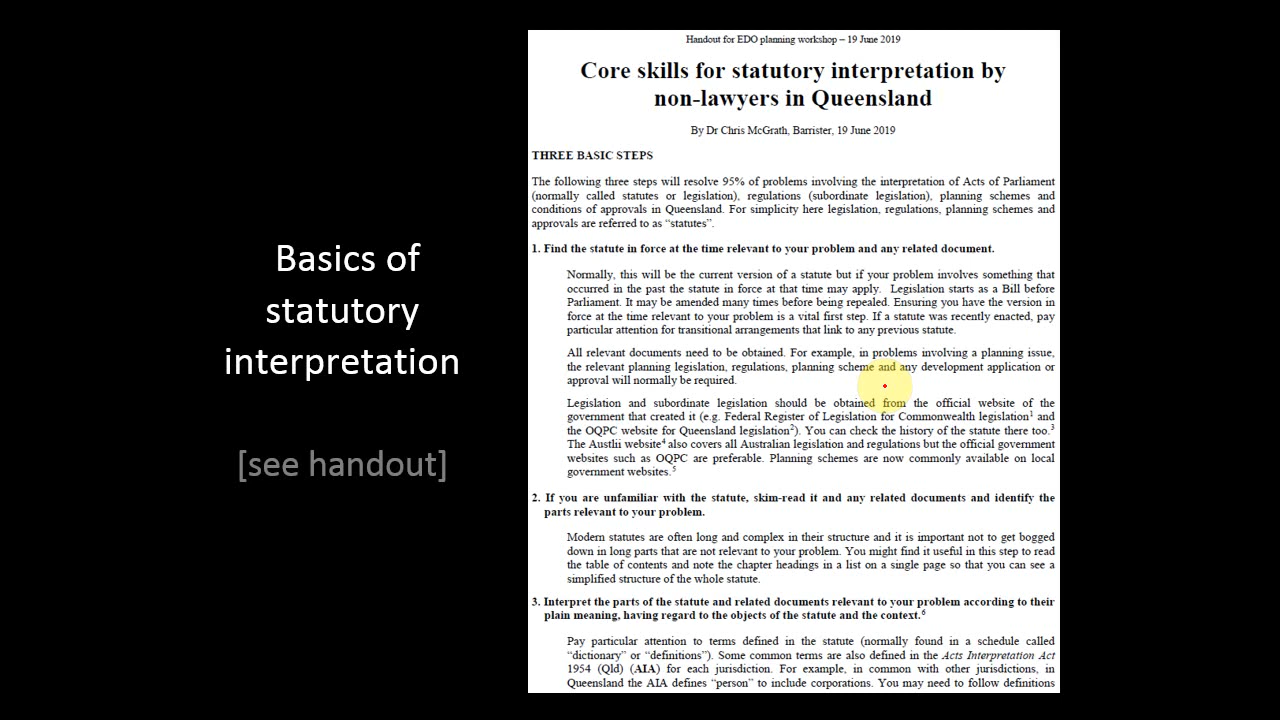 Basics of
statutory
interpretation
[see handout]
Handout for EDO planning workshop – 19 June 2019
Core skills for statutory interpretation by
non-lawyers in Queensland
By Dr Chris McGrath, Barrister, 19 June 2019
THREE BASIC STEPS
The following three steps will resolve 95% of problems involving the interpretation of Acts of Parliament
(normally called statutes or legislation), regulations (subordinate legislation), planning schemes and
conditions of approvals in Queensland. For simplicity here legislation, regulations, planning schemes and
approvals are referred to as “statutes”.
1. Find the statute in force at the time relevant to your problem and any related document.
Normally, this will be the current version of a statute but if your problem involves something that
occurred in the past the statute in force at that time may apply. Legislation starts as a Bill before
Parliament. It may be amended many times before being repealed. Ensuring you have the version in
force at the time relevant to your problem is a vital first step. If a statute was recently enacted, pay
particular attention for transitional arrangements that link to any previous statute.
All relevant documents need to be obtained. For example, in problems involving a planning issue,
the relevant planning legislation, regulations, planning scheme and any development application or
approval will normally be required.
Legislation and subordinate legislation should be obtained from the official website of the
government that created it (e.g. Federal Register of Legislation for Commonwealth legislation¹ and
the OQPC website for Queensland legislation²). You can check the history of the statute there too.³
The Austlii website⁴ also covers all Australian legislation and regulations but the official government
websites such as OQPC are preferable. Planning schemes are now commonly available on local
government websites.⁵
2. If you are unfamiliar with the statute, skim-read it and any related documents and identify the
parts relevant to your problem.
Modern statutes are often long and complex in their structure and it is important not to get bogged
down in long parts that are not relevant to your problem. You might find it useful in this step to read
the table of contents and note the chapter headings in a list on a single page so that you can see a
simplified structure of the whole statute.
3. Interpret the parts of the statute and related documents relevant to your problem according to their
plain meaning, having regard to the objects of the statute and the context.⁶
Pay particular attention to terms defined in the statute (normally found in a schedule called
“dictionary” or “definitions”). Some common terms are also defined in the Acts Interpretation Act
1954 (Qld) (AIA) for each jurisdiction. For example, in common with other jurisdictions, in
Queensland the AIA defines “person” to include corporations. You may need to follow definitions